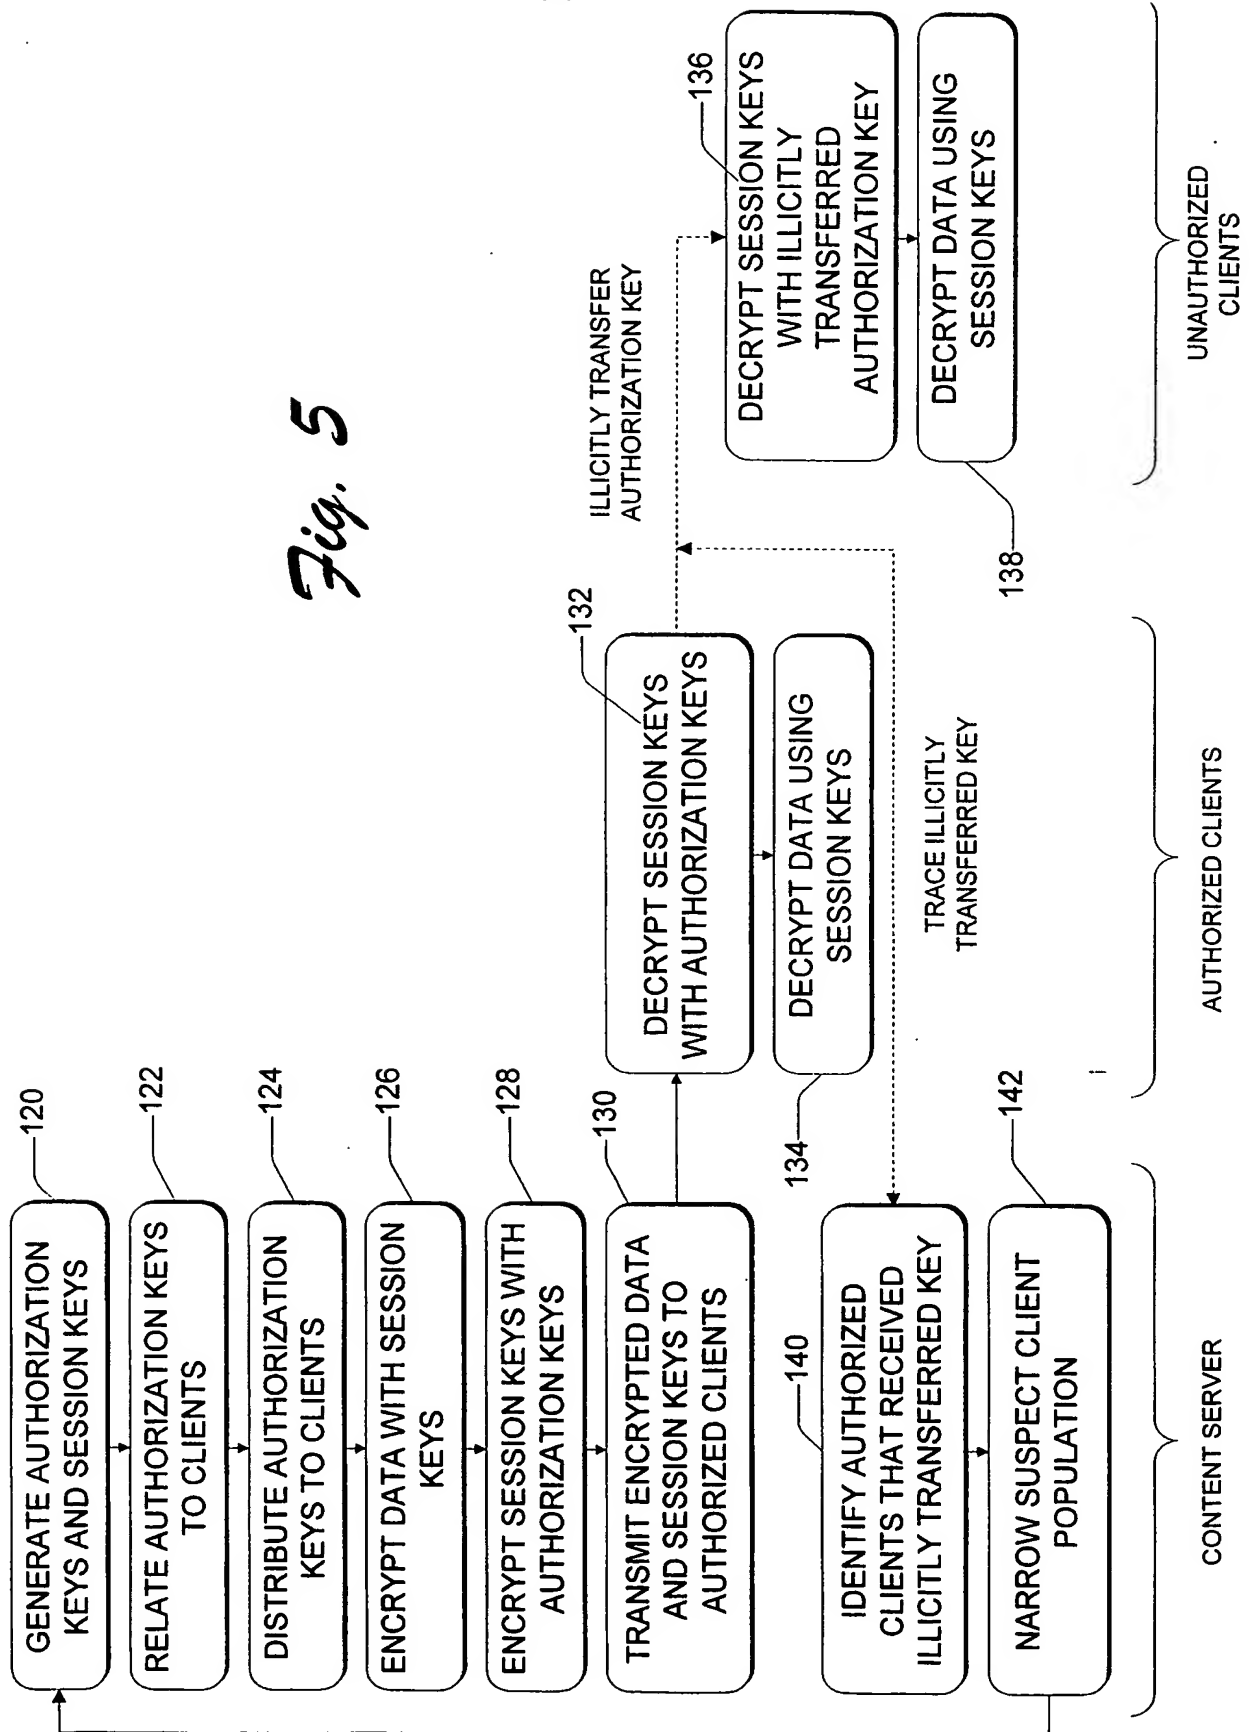 GENERATE AUTHORIZATION
KEYS AND SESSION KEYS
120
RELATE AUTHORIZATION KEYS
TO CLIENTS
122
DISTRIBUTE AUTHORIZATION
KEYS TO CLIENTS
124
ENCRYPT DATA WITH SESSION
KEYS
126
ENCRYPT SESSION KEYS WITH
AUTHORIZATION KEYS
128
TRANSMIT ENCRYPTED DATA
AND SESSION KEYS TO
AUTHORIZED CLIENTS
130
IDENTIFY AUTHORIZED
CLIENTS THAT RECEIVED
ILLICITLY TRANSFERRED KEY
140
NARROW SUSPECT CLIENT
POPULATION
142
CONTENT SERVER
DECRYPT SESSION KEYS
WITH AUTHORIZATION KEYS
132
DECRYPT DATA USING
SESSION KEYS
134
TRACE ILLICITLY
TRANSFERRED KEY
AUTHORIZED CLIENTS
Fig. 5
ILLICITLY TRANSFER
AUTHORIZATION KEY
DECRYPT SESSION KEYS
WITH ILLICITLY
TRANSFERRED
AUTHORIZATION KEY
136
DECRYPT DATA USING
SESSION KEYS
138
UNAUTHORIZED
CLIENTS